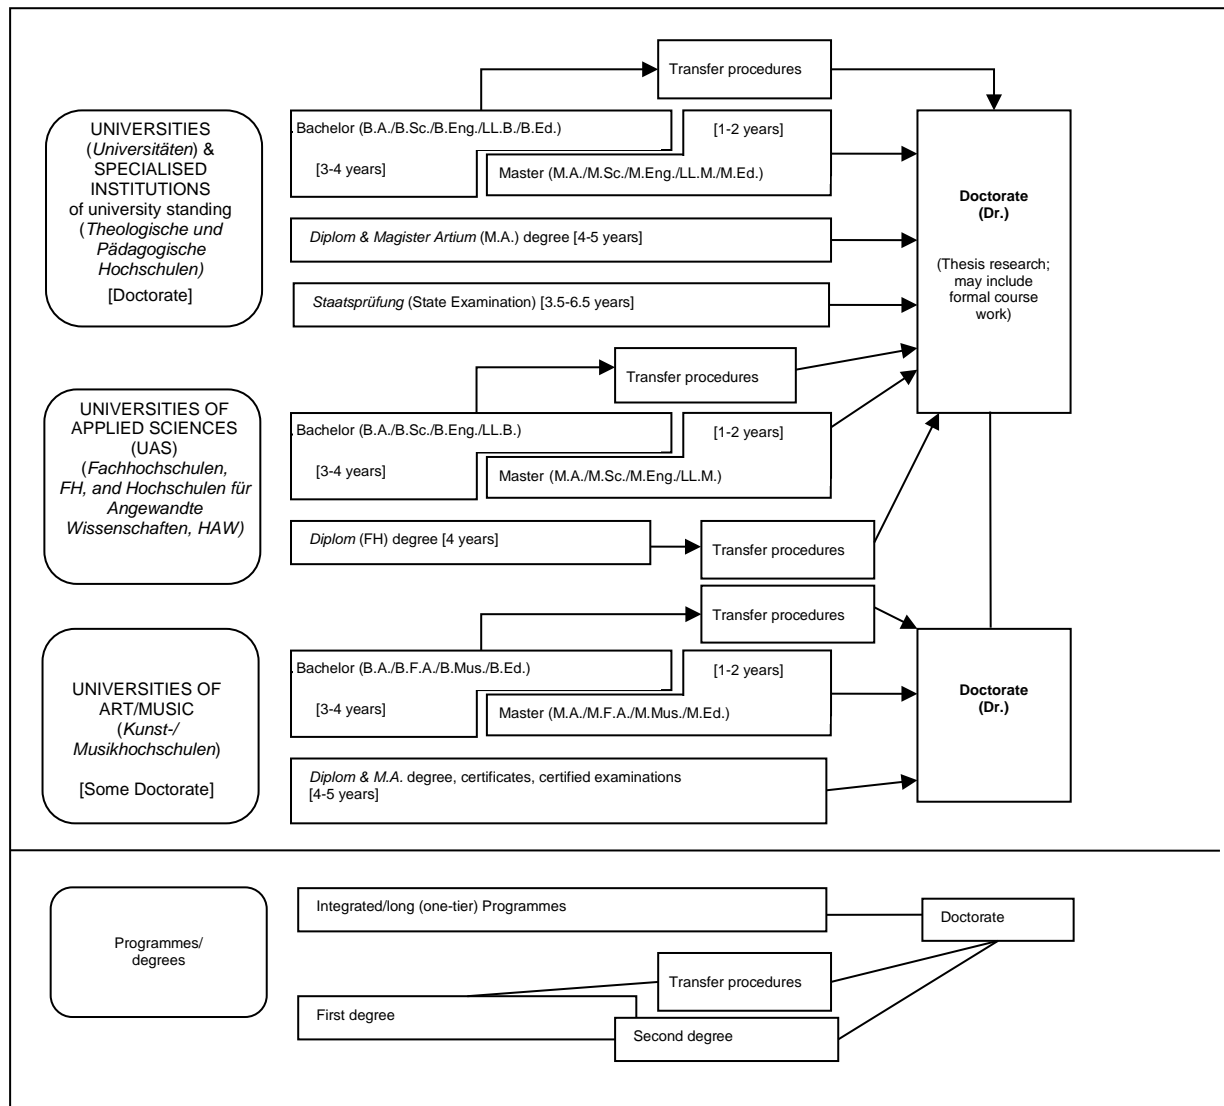 Transfer procedures
UNIVERSITIES
(Universitäten) &
SPECIALISED
INSTITUTIONS
of university standing
(Theologische und
Pädagogische
Hochschulen)
[Doctorate]
. Bachelor (B.A./B.Sc./B.Eng./LL.B./B.Ed.)
[3-4 years]
[1-2 years]
Master (M.A./M.Sc./M.Eng./LL.M./M.Ed.)
Diplom & Magister Artium (M.A.) degree [4-5 years]
Staatsprüfung (State Examination) [3.5-6.5 years]
Doctorate
(Dr.)
(Thesis research;
may include
formal course
work)
Transfer procedures
UNIVERSITIES OF
APPLIED SCIENCES
(UAS)
(Fachhochschulen,
FH, and Hochschulen für
Angewandte
Wissenschaften, HAW)
. Bachelor (B.A./B.Sc./B.Eng./LL.B.)
[3-4 years]
[1-2 years]
Master (M.A./M.Sc./M.Eng./LL.M.)
Diplom (FH) degree [4 years]
Transfer procedures
Transfer procedures
UNIVERSITIES OF
ART/MUSIC
(Kunst-/
Musikhochschulen)
[Some Doctorate]
. Bachelor (B.A./B.F.A./B.Mus./B.Ed.)
[3-4 years]
[1-2 years]
Master (M.A./M.F.A./M.Mus./M.Ed.)
Diplom & M.A. degree, certificates, certified examinations
[4-5 years]
Doctorate
(Dr.)
Programmes/
degrees
Integrated/long (one-tier) Programmes
Doctorate
Transfer procedures
First degree
Second degree